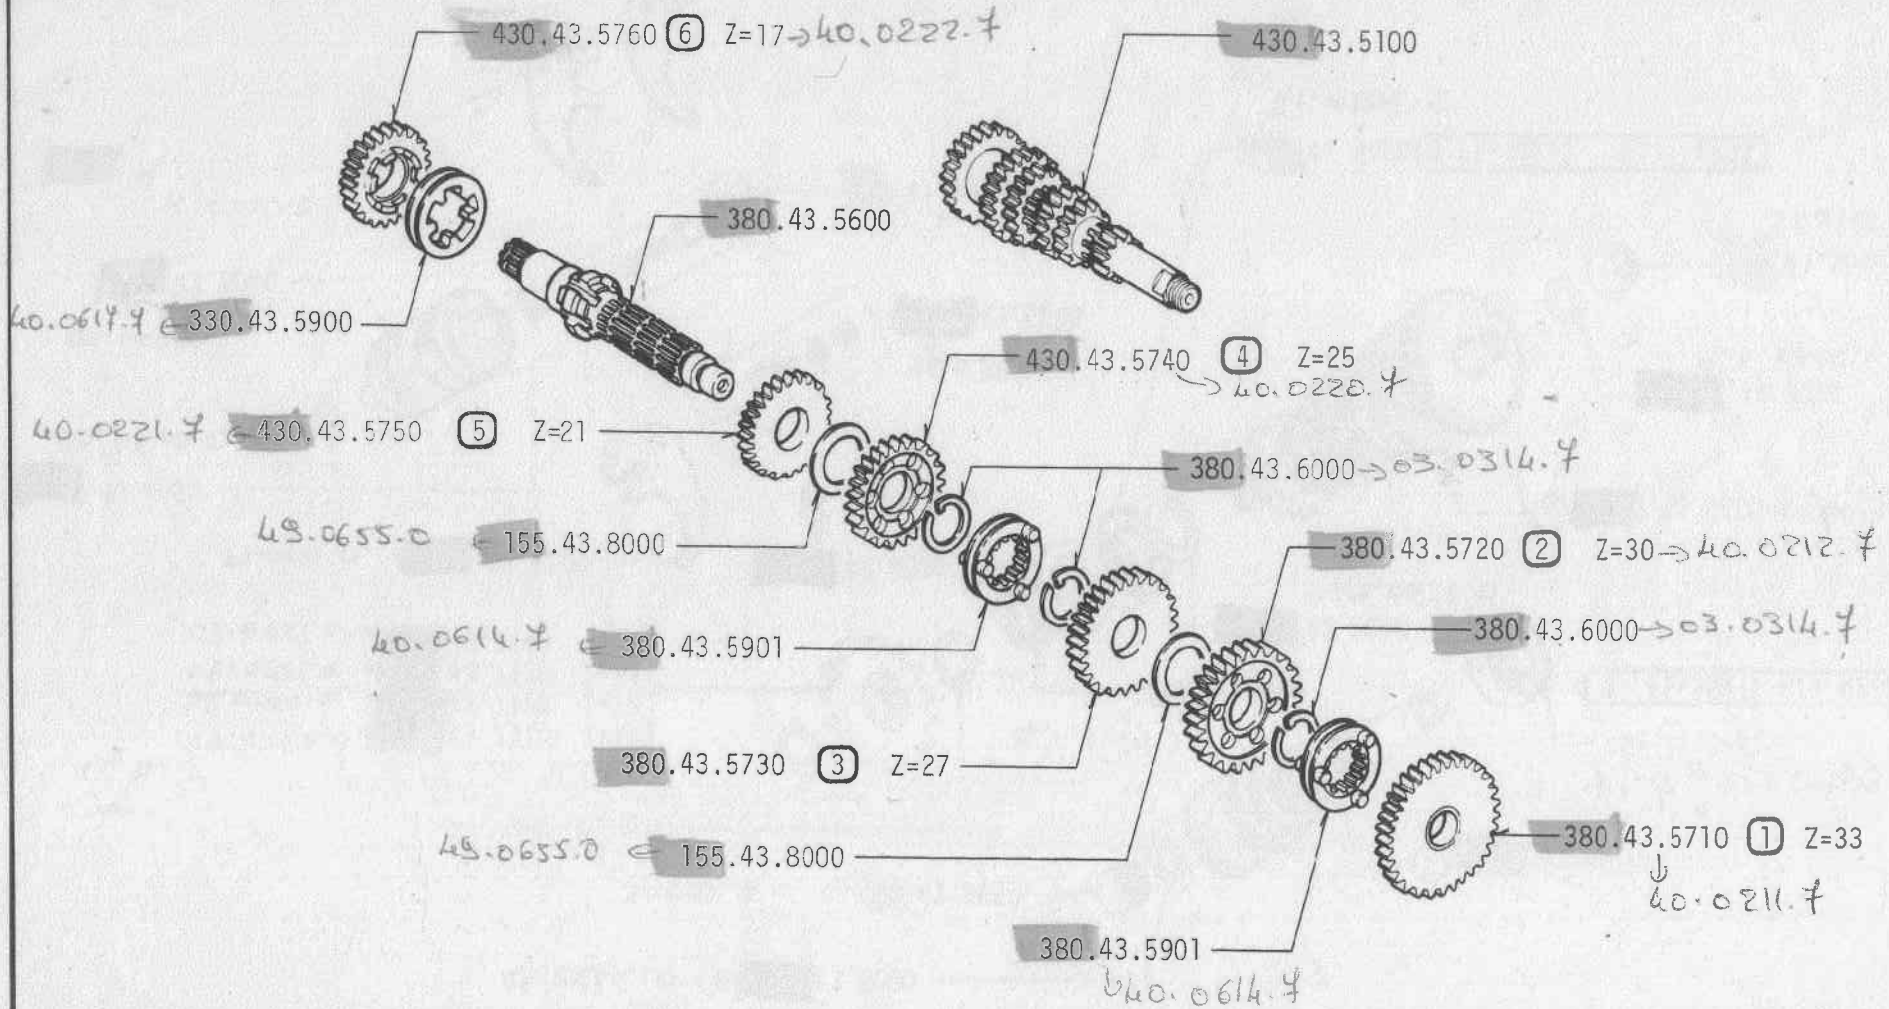 430.43.5760 6 Z=17→40.0222.7
430.43.5100
380.43.5600
40.0617.7 ← 330.43.5900
430.43.5740 4 Z=25
→ 40.0220.7
40.0221.7 ← 430.43.5750 5 Z=21
380.43.6000→03.0314.7
49.0655.0 ← 155.43.8000
380.43.5720 2 Z=30→40.0212.7
40.0614.7 ← 380.43.5901
380.43.6000→03.0314.7
380.43.5730 3 Z=27
49.0655.0 ← 155.43.8000
380.43.5710 1 Z=33
↓
40.0211.7
380.43.5901
↓40.0614.7